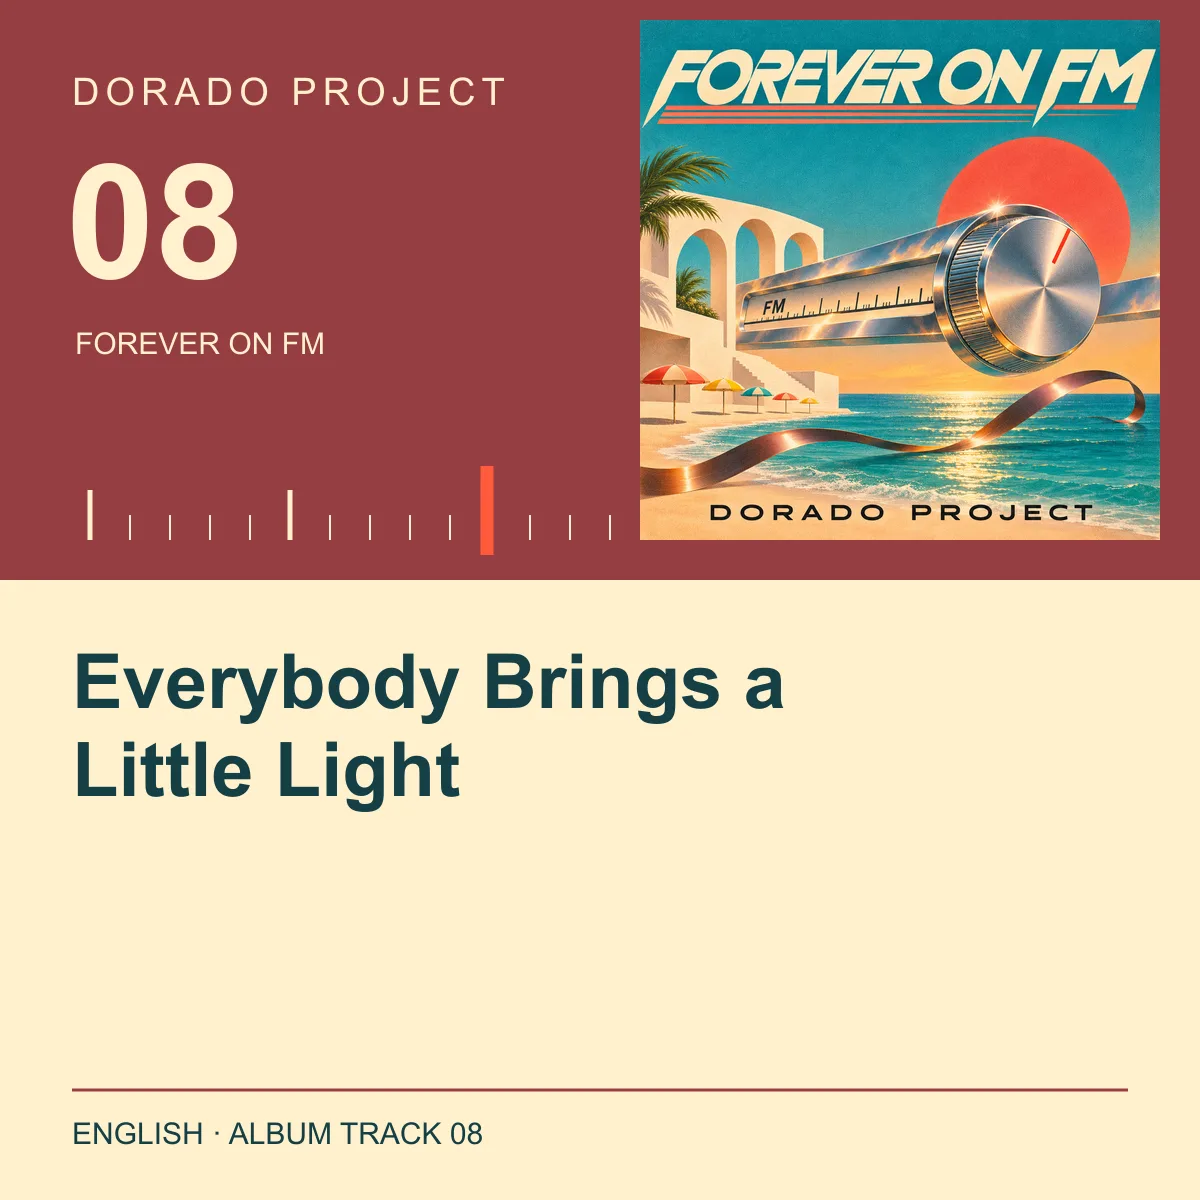 DORADO PROJECT
08
FOREVER ON FM
FOREVER ON FM
FM
DORADO PROJECT
Everybody Brings a
Little Light
ENGLISH · ALBUM TRACK 08